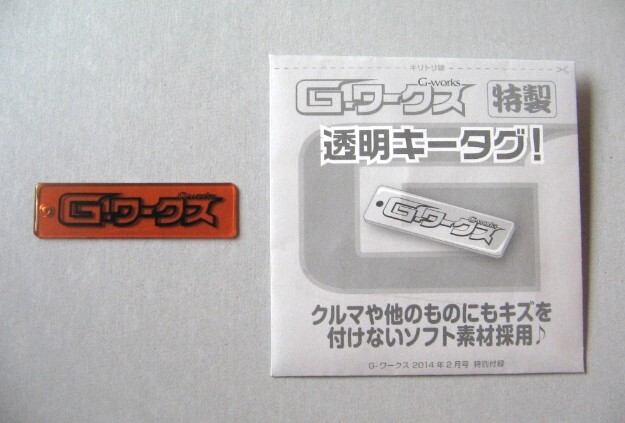 G-works
G-ワークス
キリトリ線
G-works
G-ワークス 特製
透明キータグ!
G-ワークス
クルマや他のものにもキズを
付けないソフト素材採用♪
G-ワークス 2014年2月号 特別付録